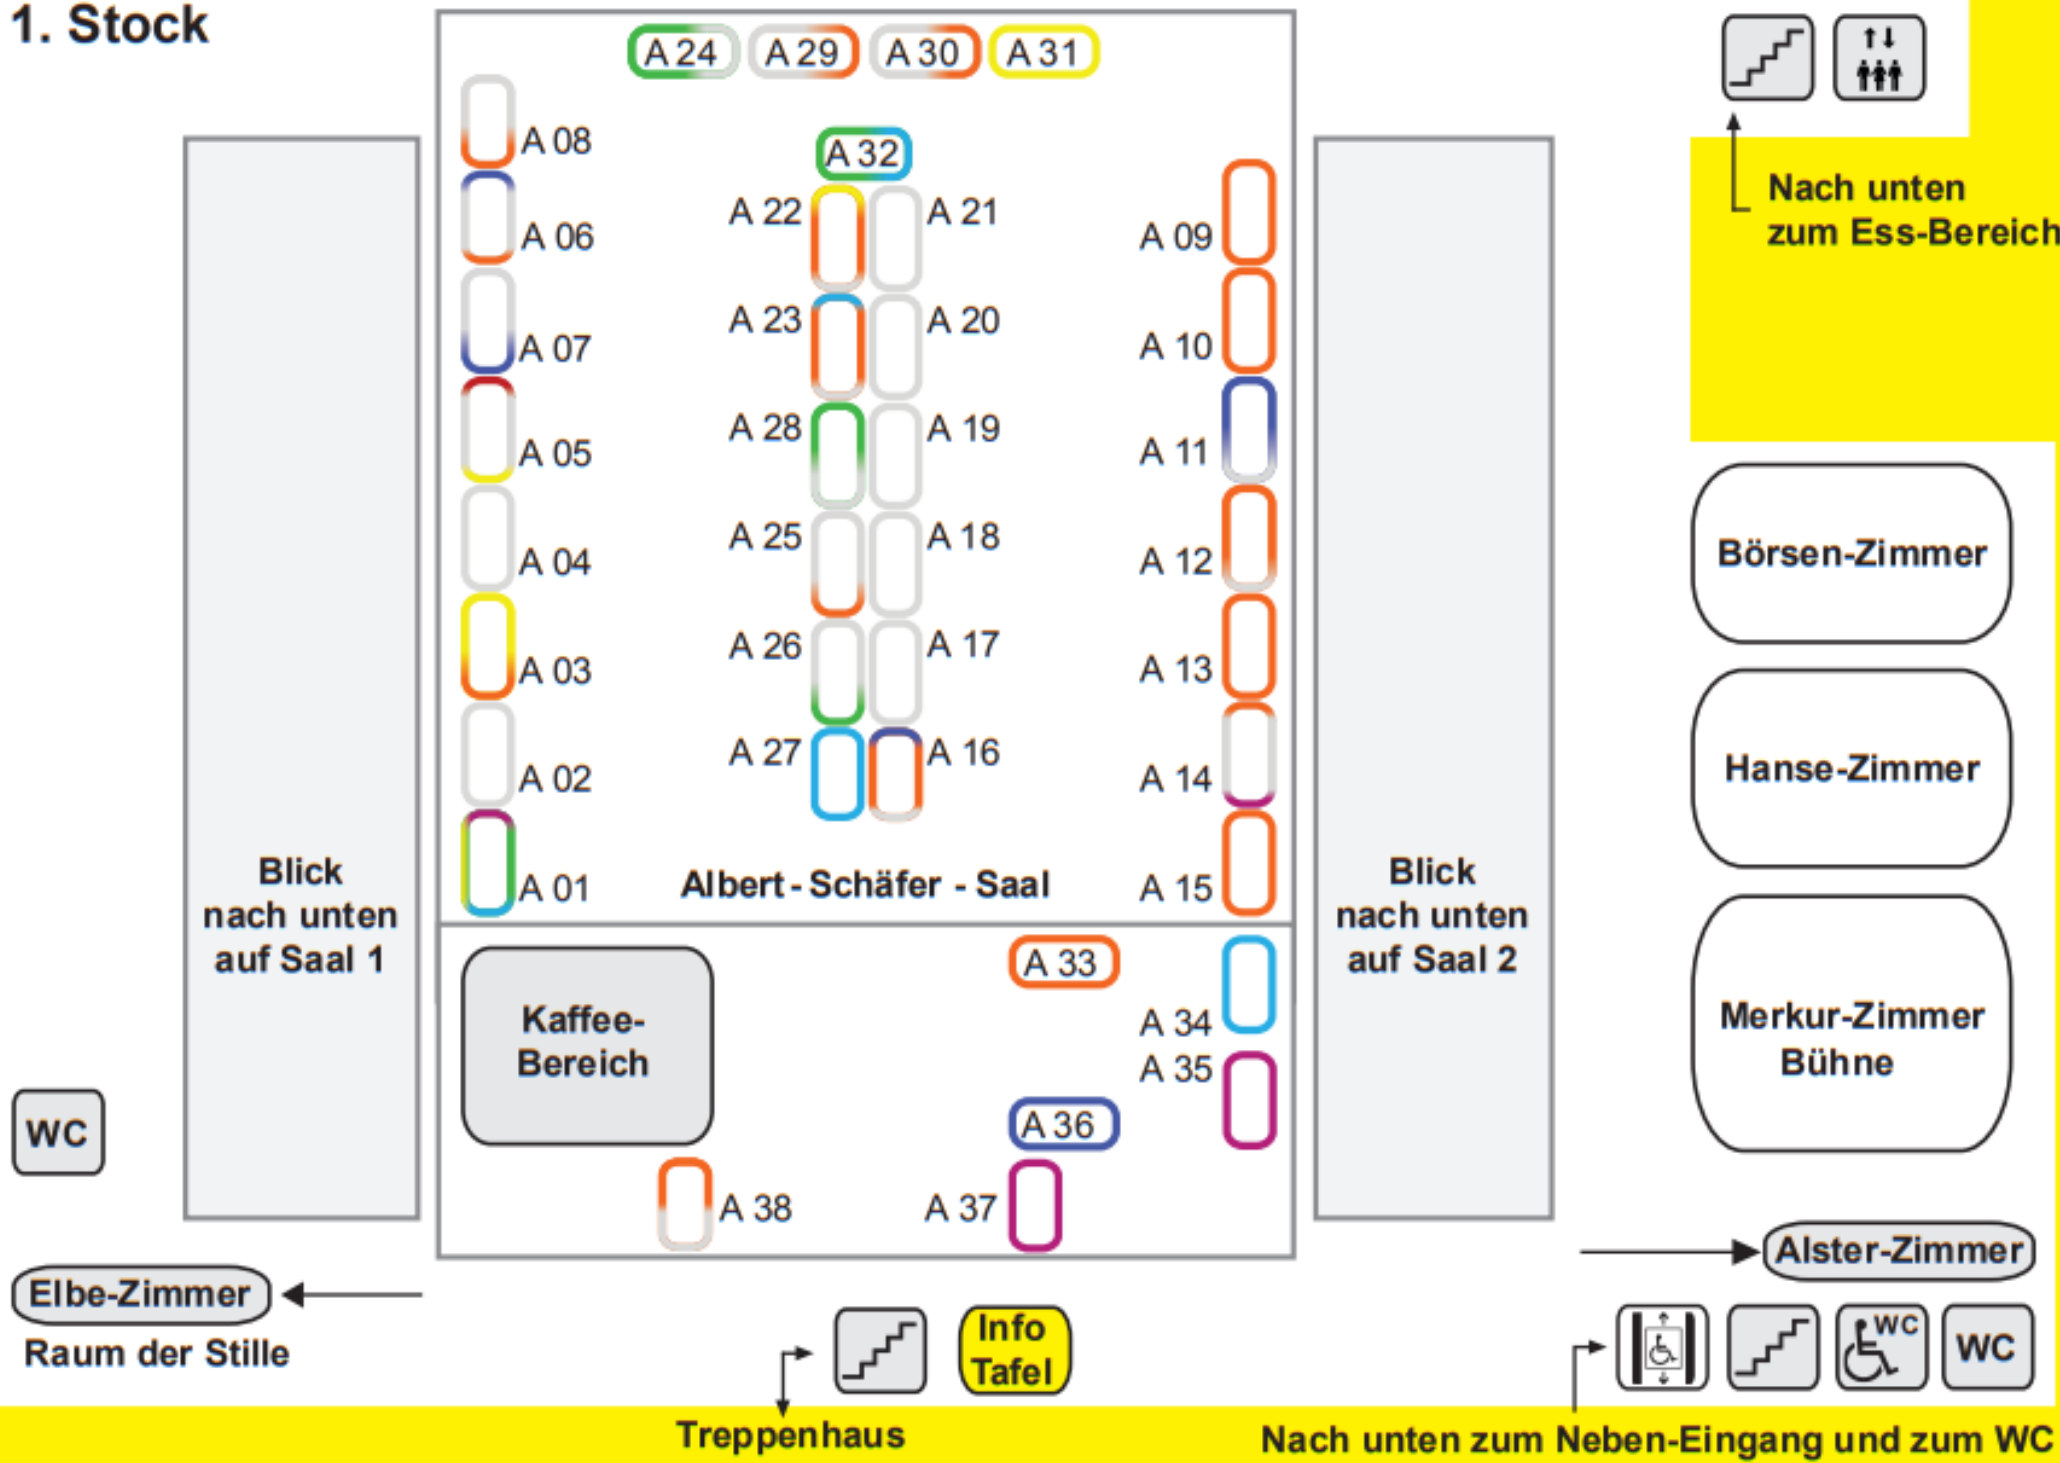 1. Stock
A 24
A 29
A 30
A 31
A 08
A 32
A 06
A 22
A 21
A 09
Nach unten
zum Ess-Bereich
A 07
A 23
A 20
A 10
A 05
A 28
A 19
A 11
A 04
A 25
A 18
A 12
Börsen-Zimmer
A 03
A 26
A 17
A 13
A 02
A 27
A 16
A 14
Hanse-Zimmer
A 01
Albert - Schäfer - Saal
A 15
Blick
nach unten
auf Saal 1
Blick
nach unten
auf Saal 2
Kaffee-
Bereich
A 33
A 34
A 35
A 36
A 38
A 37
Merkur-Zimmer
Bühne
WC
Elbe-Zimmer
Raum der Stille
Alster-Zimmer
Info
Tafel
WC
WC
Treppenhaus
Nach unten zum Neben-Eingang und zum WC